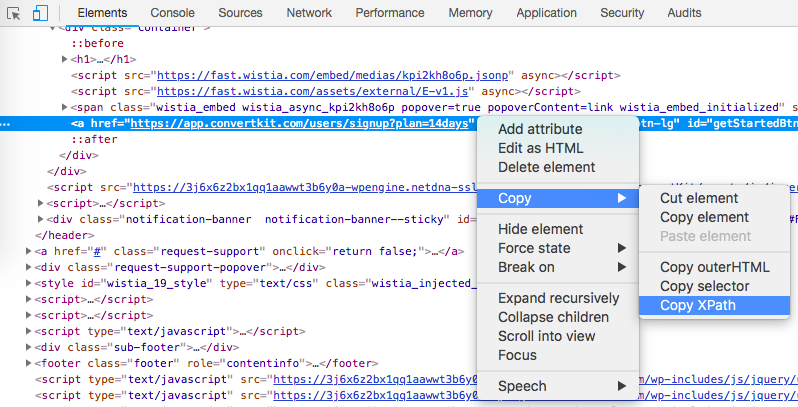 Elements Console Sources Network Performance Memory Application Security Audits
<div class="container">
::before
<h1>…</h1>
<script src="https://fast.wistia.com/embed/medias/kpi2kh8o6p.jsonp" async></script>
<script src="https://fast.wistia.com/assets/external/E-v1.js" async></script>
<span class="wistia_embed wistia_async_kpi2kh8o6p popover=true popoverContent=link wistia_embed_initialized" s
… <a href="https://app.convertkit.com/users/signup?plan=14days" tn-lg" id="getStartedBtn
::after
</div>
</div>
<script src="https://3j6x6z2bx1qq1aawwt3b6y0a-wpengine.netdna-ssl
<script>…</script>
<div class="notification-banner notification-banner--sticky" id=
</header>
<a href="#" class="request-support" onclick="return false;">…</a>
<div class="request-support-popover">…</div>
<style id="wistia_19_style" type="text/css" class="wistia_injected_
<script>…</script>
<script>…</script>
<script type="text/javascript">…</script>
<div class="sub-footer">…</div>
<footer class="footer" role="contentinfo">…</footer>
<script type="text/javascript" src="https://3j6x6z2bx1qq1aawwt3b6y0 om/wp-includes/js/jquery/
<script type="text/javascript" src="https://3j6x6z2bx1qq1aawwt3b6y0 om/wp-includes/js/jquery/
Add attribute
Edit as HTML
Delete element
Copy
Hide element
Force state
Break on
Expand recursively
Collapse children
Scroll into view
Focus
Speech
Cut element
Copy element
Paste element
Copy outerHTML
Copy selector
Copy XPath